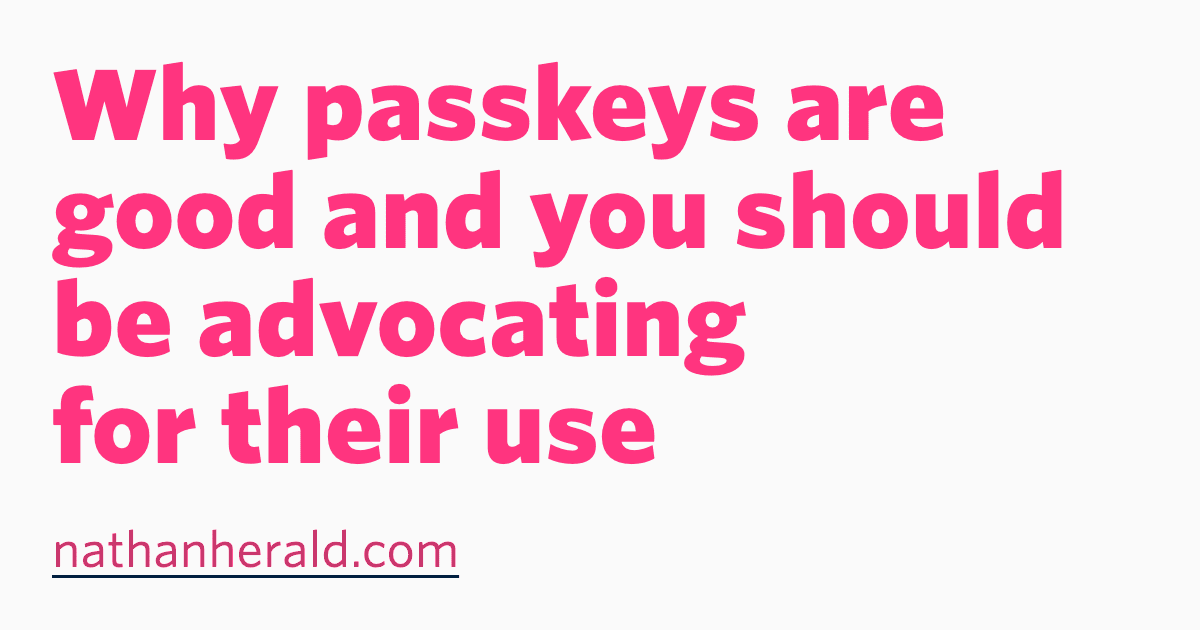 Why passkeys are
good and you should
be advocating
for their use
nathanherald.com